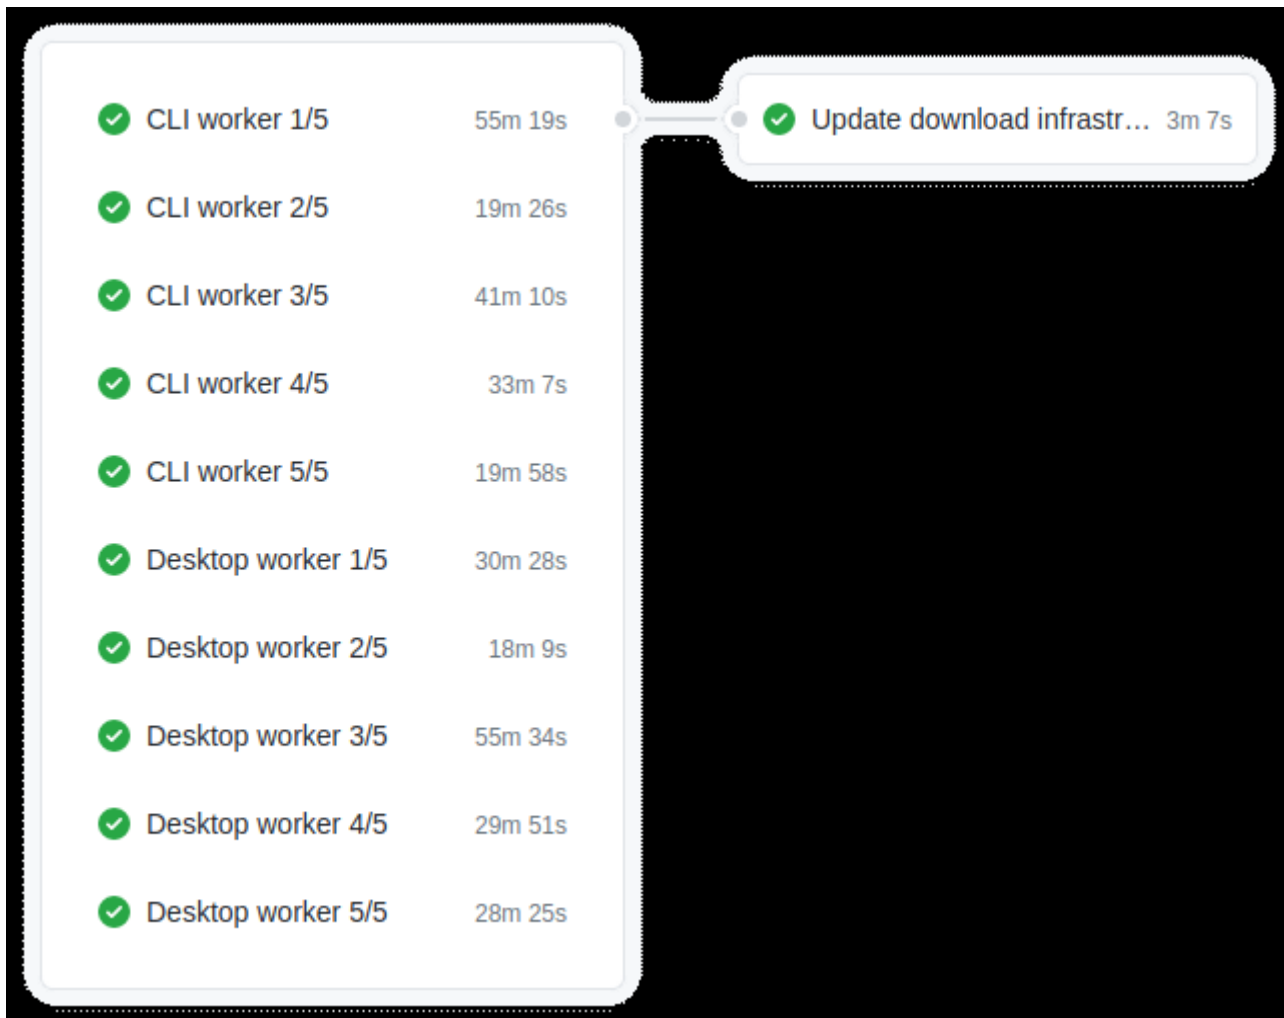 CLI worker 1/5 55m 19s
CLI worker 2/5 19m 26s
CLI worker 3/5 41m 10s
CLI worker 4/5 33m 7s
CLI worker 5/5 19m 58s
Desktop worker 1/5 30m 28s
Desktop worker 2/5 18m 9s
Desktop worker 3/5 55m 34s
Desktop worker 4/5 29m 51s
Desktop worker 5/5 28m 25s
Update download infrastr... 3m 7s